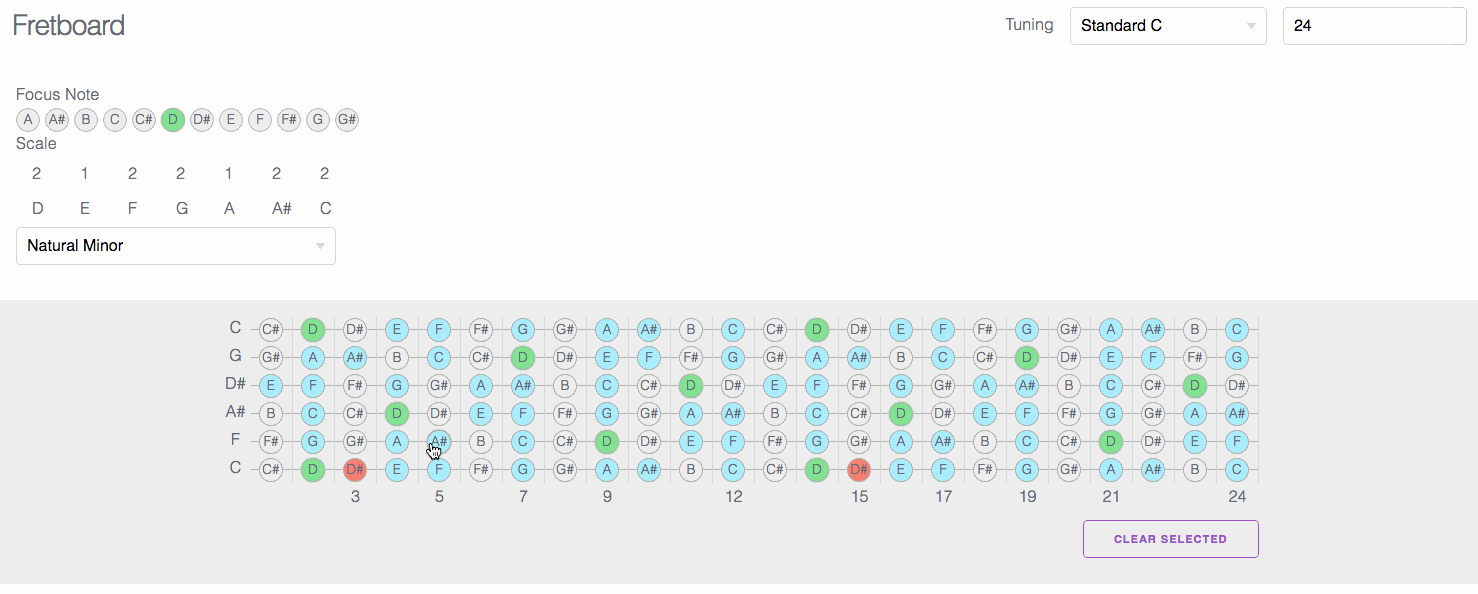 Fretboard Tuning Standard C 24
Focus Note
A A# B C C# D D# E F F# G G#
Scale
2 1 2 2 1 2 2
D E F G A A# C
Natural Minor
C C# D D# E F F# G G# A A# B C C# D D# E F F# G G# A A# B C
G G# A A# B C C# D D# E F F# G G# A A# B C C# D D# E F F# G
D# E F F# G G# A A# B C C# D D# E F F# G G# A A# B C C# D D#
A# B C C# D D# E F F# G G# A A# B C C# D D# E F F# G G# A A#
F F# G G# A A# B C C# D D# E F F# G G# A A# B C C# D D# E F
C C# D D# E F F# G G# A A# B C C# D D# E F F# G G# A A# B C
3 5 7 9 12 15 17 19 21 24
CLEAR SELECTED